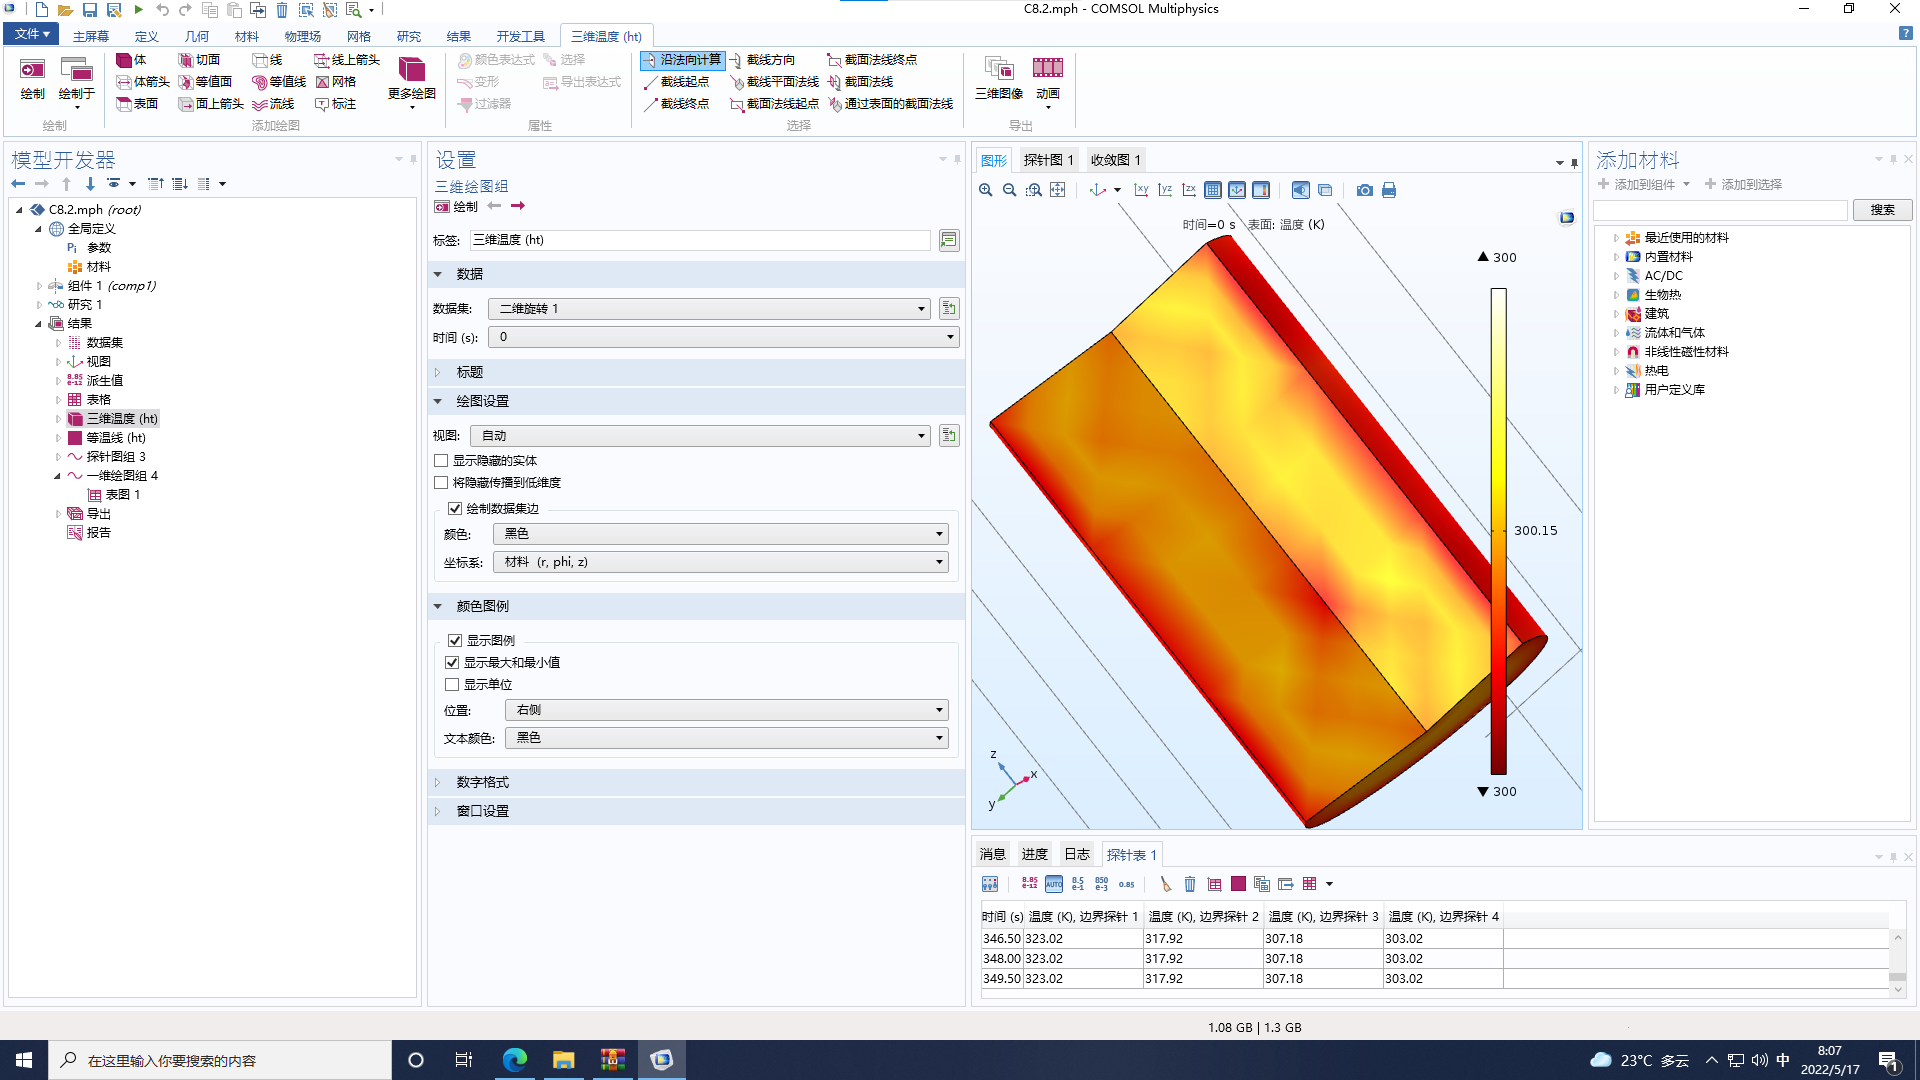 C8.2.mph - COMSOL Multiphysics
文件
主屏幕
定义
几何
材料
物理场
网格
研究
结果
开发工具
三维温度 (ht)
绘制
绘制于
绘制
体
体箭头
表面
切面
等值面
面上箭头
线
等值线
流线
线上箭头
网格
标注
更多绘图
添加绘图
颜色表达式
变形
过滤器
选择
导出表达式
属性
沿法向计算
截线起点
截线终点
截线方向
截线平面法线
截面法线起点
截面法线终点
截面法线
通过表面的截面法线
选择
三维图像
动画
导出
模型开发器
C8.2.mph (root)
全局定义
Pi 参数
材料
组件 1 (comp1)
研究 1
结果
数据集
视图
8.85
e-12
派生值
表格
三维温度 (ht)
等温线 (ht)
探针图组 3
一维绘图组 4
表图 1
导出
报告
设置
三维绘图组
绘制
标签: 三维温度 (ht)
数据
数据集: 二维旋转 1
时间 (s): 0
标题
绘图设置
视图: 自动
显示隐藏的实体
将隐藏传播到低维度
绘制数据集边
颜色: 黑色
坐标系: 材料 (r, phi, z)
颜色图例
显示图例
显示最大和最小值
显示单位
位置: 右侧
文本颜色: 黑色
数字格式
窗口设置
图形
探针图 1
收敛图 1
xy
yz
zx
时间=0 s 表面: 温度 (K)
▲ 300
300.15
▼ 300
z
x
y
添加材料
添加到组件
添加到选择
搜索
最近使用的材料
内置材料
AC/DC
生物热
建筑
流体和气体
非线性磁性材料
热电
用户定义库
消息
进度
日志
探针表 1
8.85
e-12
AUTO
8.5
e-1
850
e-3
0.85
时间 (s) 温度 (K), 边界探针 1 温度 (K), 边界探针 2 温度 (K), 边界探针 3 温度 (K), 边界探针 4
346.50 323.02 317.92 307.18 303.02
348.00 323.02 317.92 307.18 303.02
349.50 323.02 317.92 307.18 303.02
1.08 GB | 1.3 GB
在这里输入你要搜索的内容
23°C 多云
中
8:07
2022/5/17
1